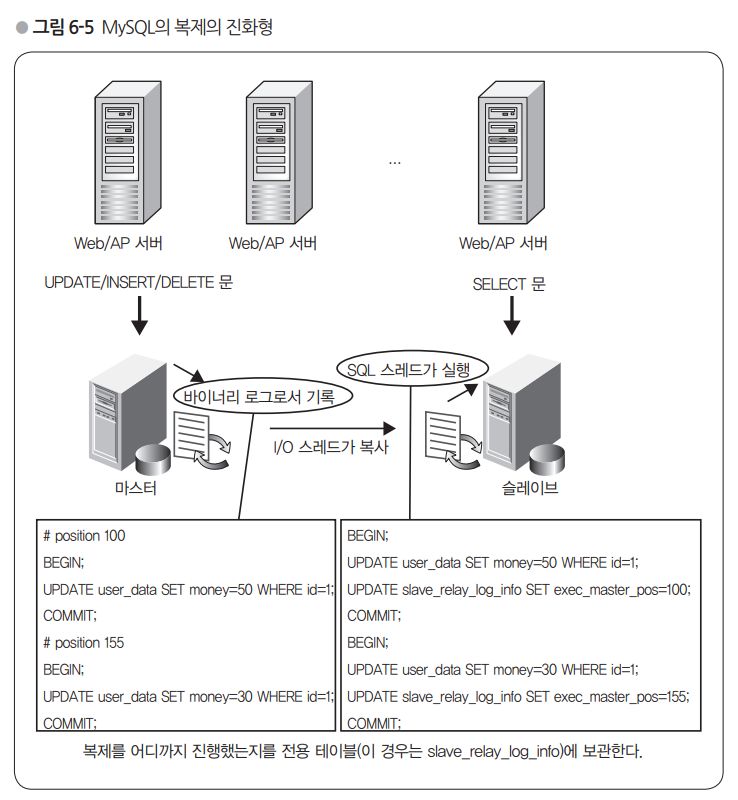 ● 그림 6-5 MySQL의 복제의 진화형
...
Web/AP 서버
Web/AP 서버
Web/AP 서버
UPDATE/INSERT/DELETE 문
SELECT 문
SQL 스레드가 실행
바이너리 로그로서 기록
I/O 스레드가 복사
마스터
슬레이브
# position 100
BEGIN;
UPDATE user_data SET money=50 WHERE id=1;
COMMIT;
# position 155
BEGIN;
UPDATE user_data SET money=30 WHERE id=1;
COMMIT;
BEGIN;
UPDATE user_data SET money=50 WHERE id=1;
UPDATE slave_relay_log_info SET exec_master_pos=100;
COMMIT;
BEGIN;
UPDATE user_data SET money=30 WHERE id=1;
UPDATE slave_relay_log_info SET exec_master_pos=155;
COMMIT;
복제를 어디까지 진행했는지를 전용 테이블(이 경우는 slave_relay_log_info)에 보관한다.